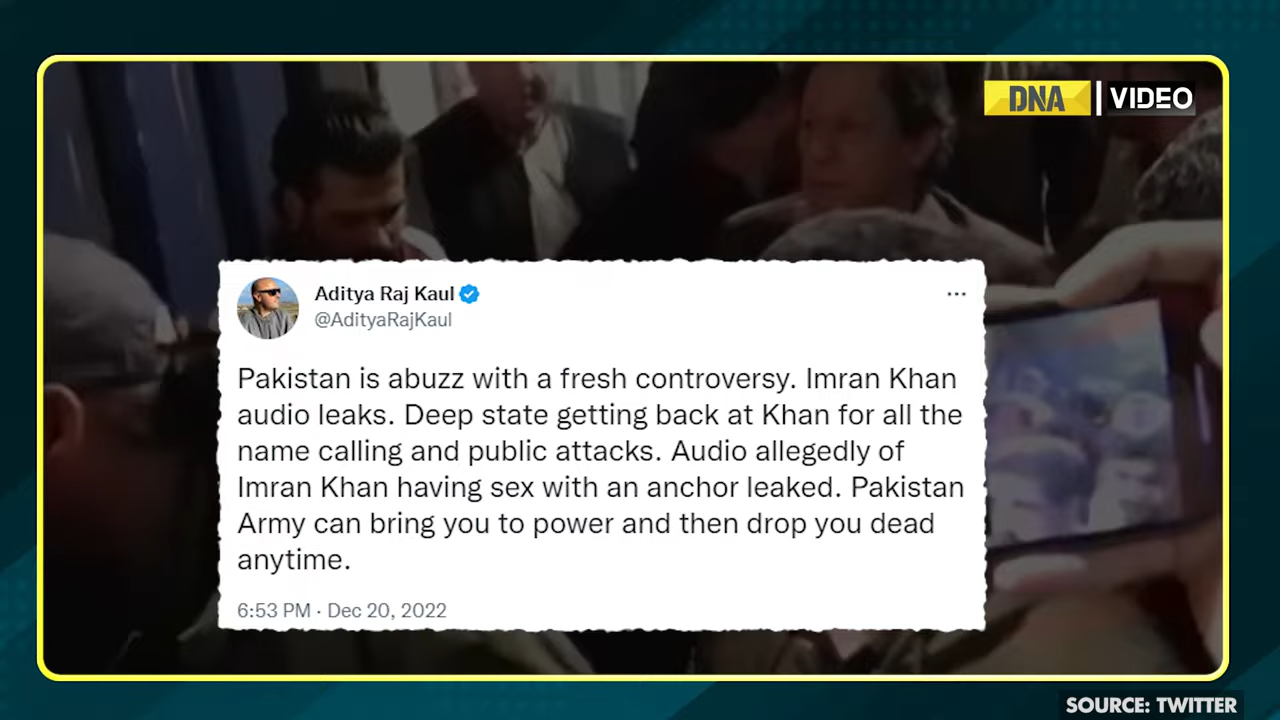 DNA VIDEO
Aditya Raj Kaul
@AdityaRajKaul
Pakistan is abuzz with a fresh controversy. Imran Khan
audio leaks. Deep state getting back at Khan for all the
name calling and public attacks. Audio allegedly of
Imran Khan having sex with an anchor leaked. Pakistan
Army can bring you to power and then drop you dead
anytime.
6:53 PM · Dec 20, 2022
SOURCE: TWITTER